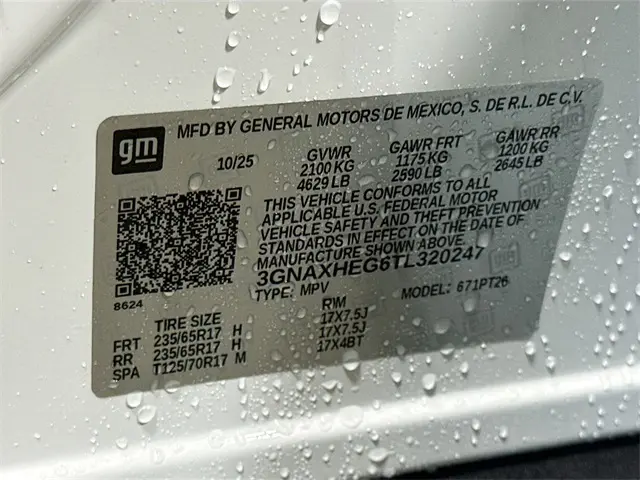 gm MFD BY GENERAL MOTORS DE MEXICO, S. DE R.L. DE C.V.
10/25 GVWR GAWR FRT GAWR RR
2100 KG 1175 KG 1200 KG
4629 LB 2590 LB 2645 LB
THIS VEHICLE CONFORMS TO ALL
APPLICABLE U.S. FEDERAL MOTOR
VEHICLE SAFETY AND THEFT PREVENTION
STANDARDS IN EFFECT ON THE DATE OF
MANUFACTURE SHOWN ABOVE.
3GNAXHEG6TL320247
TYPE: MPV MODEL: 671PT26
8624
TIRE SIZE RIM
FRT 235/65R17 H 17X7.5J
RR 235/65R17 H 17X7.5J
SPA T125/70R17 M 17X4BT